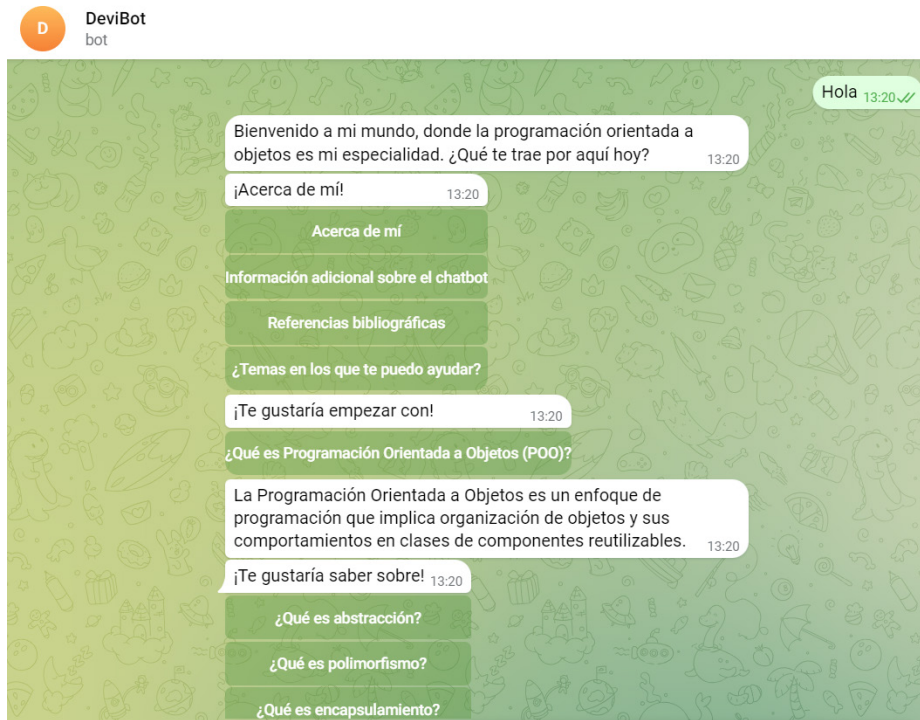 D
DeviBot
bot
Hola 13:20
Bienvenido a mi mundo, donde la programación orientada a
objetos es mi especialidad. ¿Qué te trae por aquí hoy? 13:20
¡Acerca de mí! 13:20
Acerca de mí
Información adicional sobre el chatbot
Referencias bibliográficas
¿Temas en los que te puedo ayudar?
¡Te gustaría empezar con! 13:20
¿Qué es Programación Orientada a Objetos (POO)?
La Programación Orientada a Objetos es un enfoque de
programación que implica organización de objetos y sus
comportamientos en clases de componentes reutilizables. 13:20
¡Te gustaría saber sobre! 13:20
¿Qué es abstracción?
¿Qué es polimorfismo?
¿Qué es encapsulamiento?